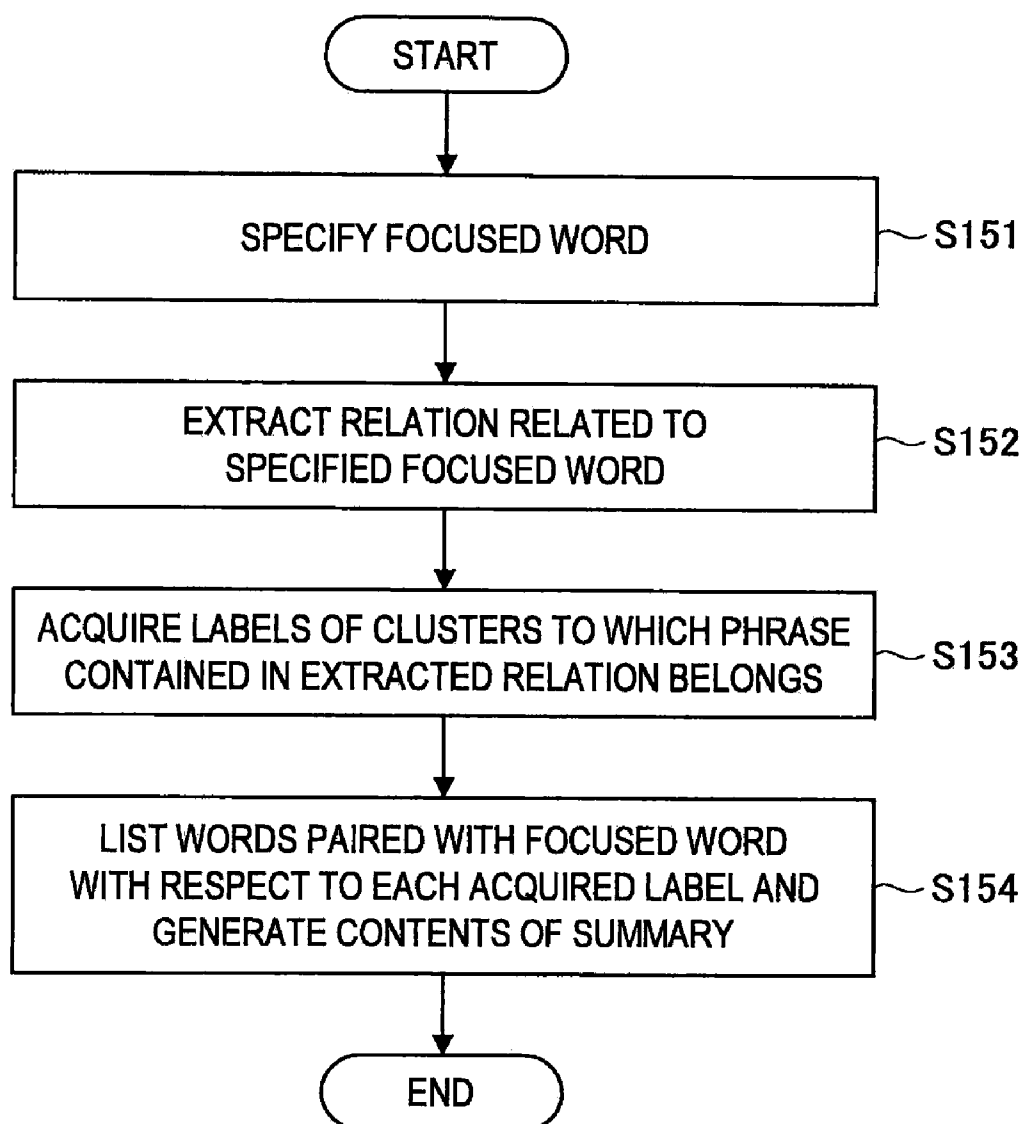 START
SPECIFY FOCUSED WORD
S151
EXTRACT RELATION RELATED TO
SPECIFIED FOCUSED WORD
S152
ACQUIRE LABELS OF CLUSTERS TO WHICH PHRASE
CONTAINED IN EXTRACTED RELATION BELONGS
S153
LIST WORDS PAIRED WITH FOCUSED WORD
WITH RESPECT TO EACH ACQUIRED LABEL AND
GENERATE CONTENTS OF SUMMARY
S154
END